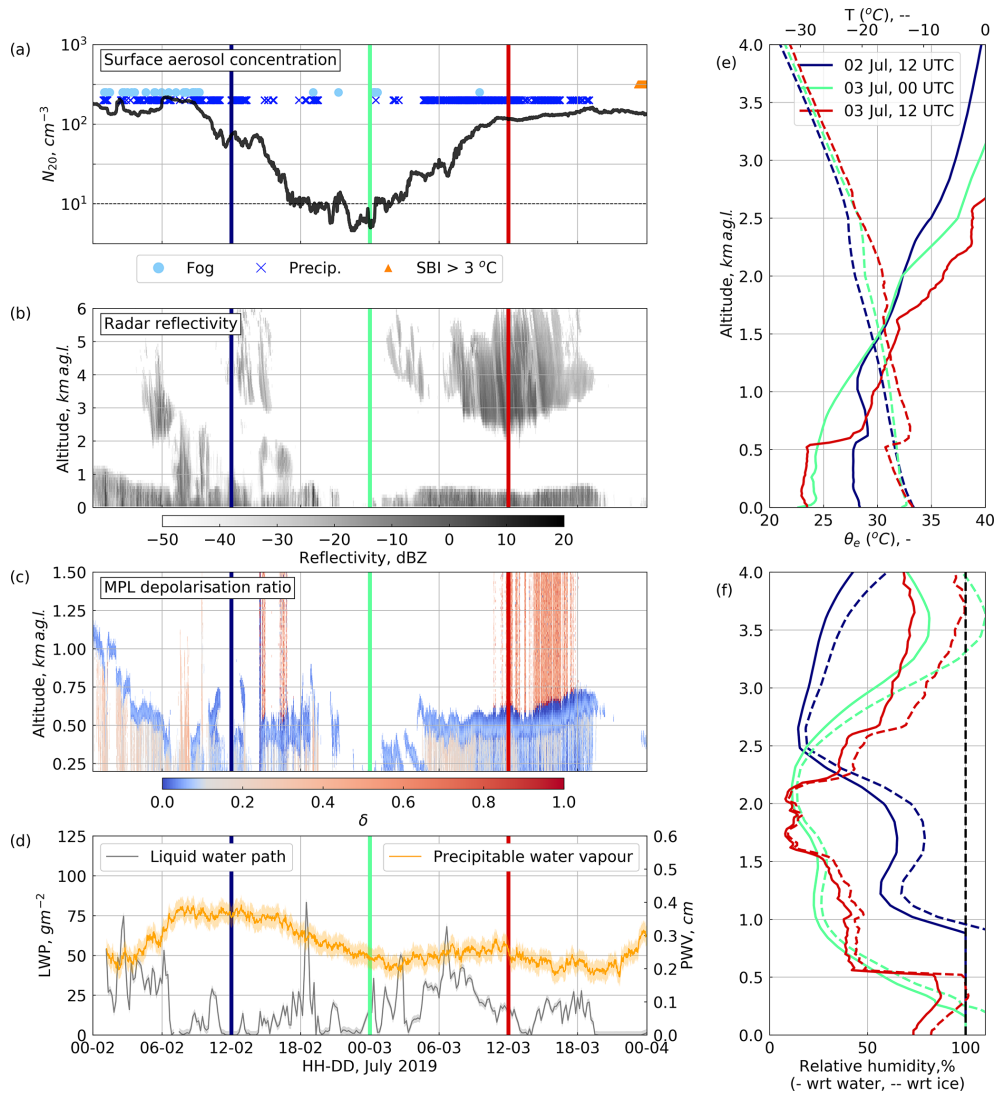 (a)
Surface aerosol concentration
10^3
10^2
10^1
N_20, cm^−3
Fog
Precip.
SBI > 3 °C
(b)
Radar reflectivity
6
5
4
3
2
1
0
Altitude, km a.g.l.
−50 −40 −30 −20 −10 0 10 20
Reflectivity, dBZ
(c)
MPL depolarisation ratio
1.50
1.25
1.00
0.75
0.50
0.25
Altitude, km a.g.l.
0.0 0.2 0.4 0.6 0.8 1.0
δ
(d)
Liquid water path
Precipitable water vapour
125
100
75
50
25
0
LWP, gm^−2
0.6
0.5
0.4
0.3
0.2
0.1
0.0
PWV, cm
00-02 06-02 12-02 18-02 00-03 06-03 12-03 18-03 00-04
HH-DD, July 2019
T (°C), --
−30 −20 −10 0
(e)
02 Jul, 12 UTC
03 Jul, 00 UTC
03 Jul, 12 UTC
4.0
3.5
3.0
2.5
2.0
1.5
1.0
0.5
0.0
Altitude, km a.g.l.
20 25 30 35 40
θ_e (°C), -
(f)
4.0
3.5
3.0
2.5
2.0
1.5
1.0
0.5
0.0
0 50 100
Relative humidity,%
(- wrt water, -- wrt ice)